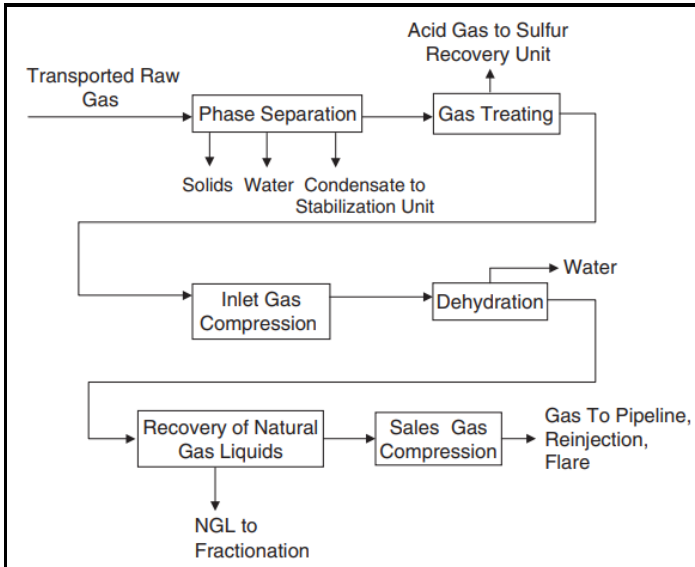 Acid Gas to Sulfur
Recovery Unit
Transported Raw
Gas
Phase Separation
Gas Treating
Solids Water Condensate to
Stabilization Unit
Water
Inlet Gas
Compression
Dehydration
Recovery of Natural
Gas Liquids
Sales Gas
Compression
Gas To Pipeline,
Reinjection,
Flare
NGL to
Fractionation